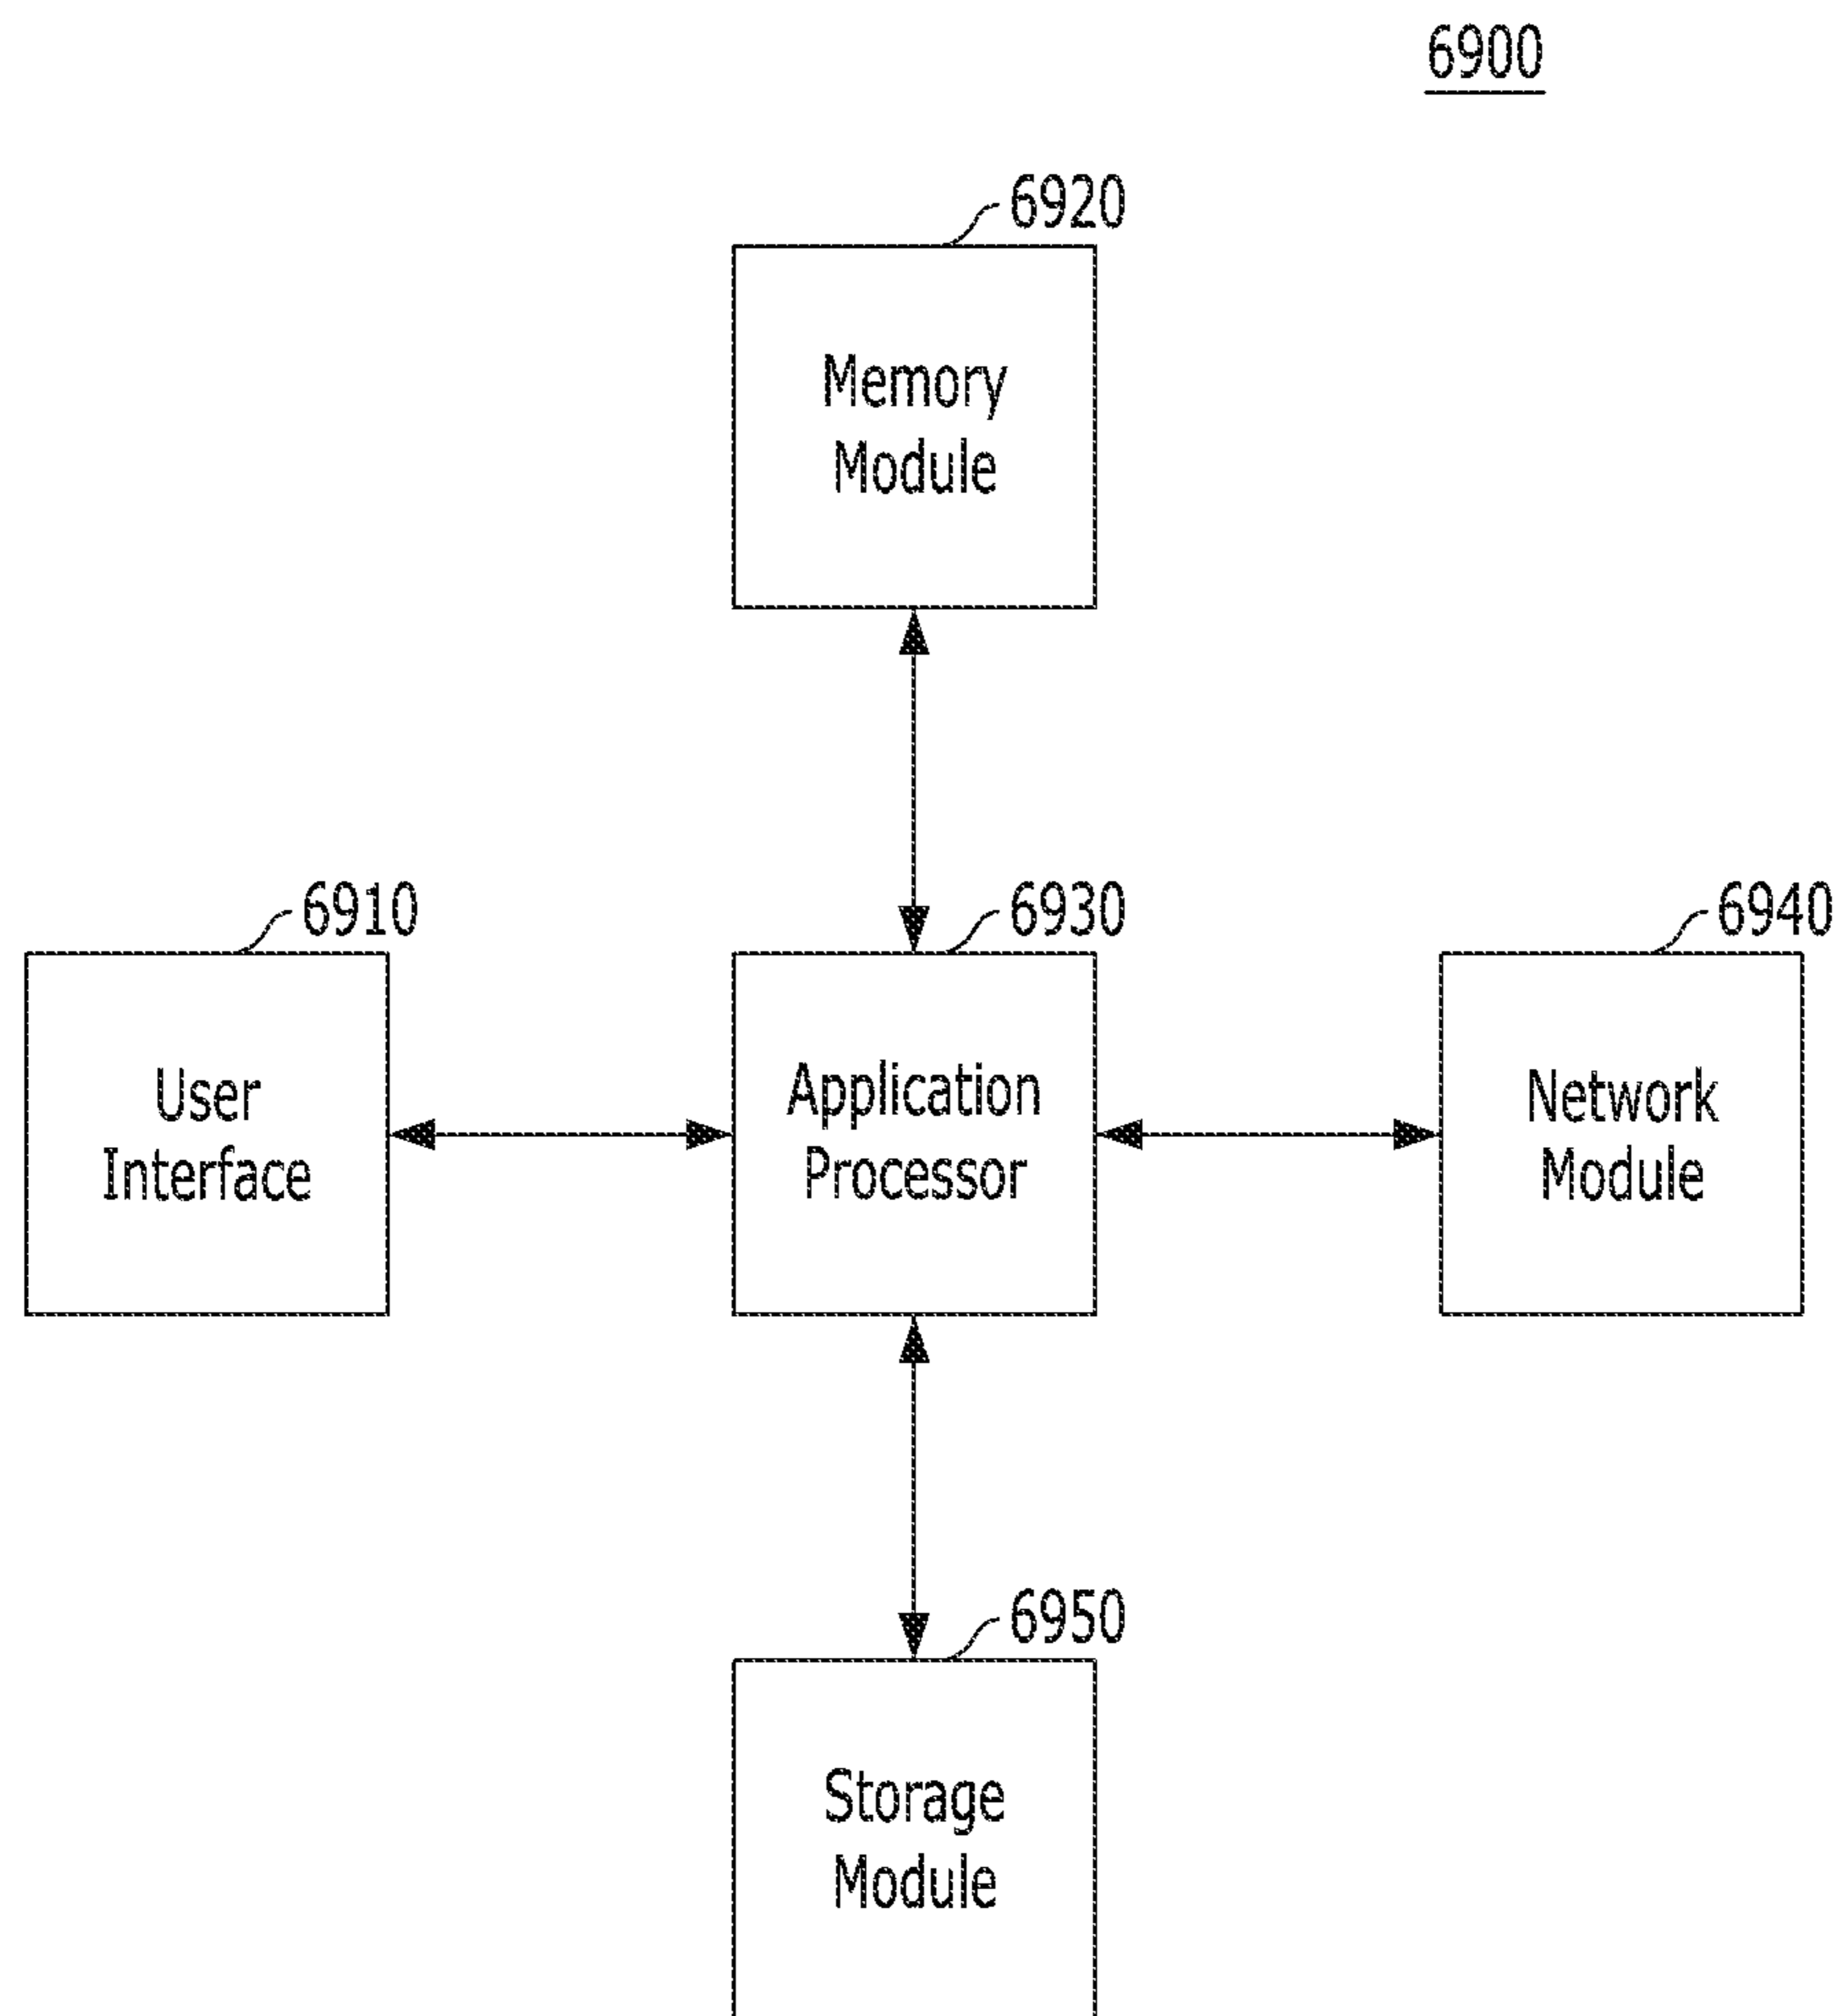 6900
6920
Memory
Module
6910
6930
6940
User
Interface
Application
Processor
Network
Module
6950
Storage
Module